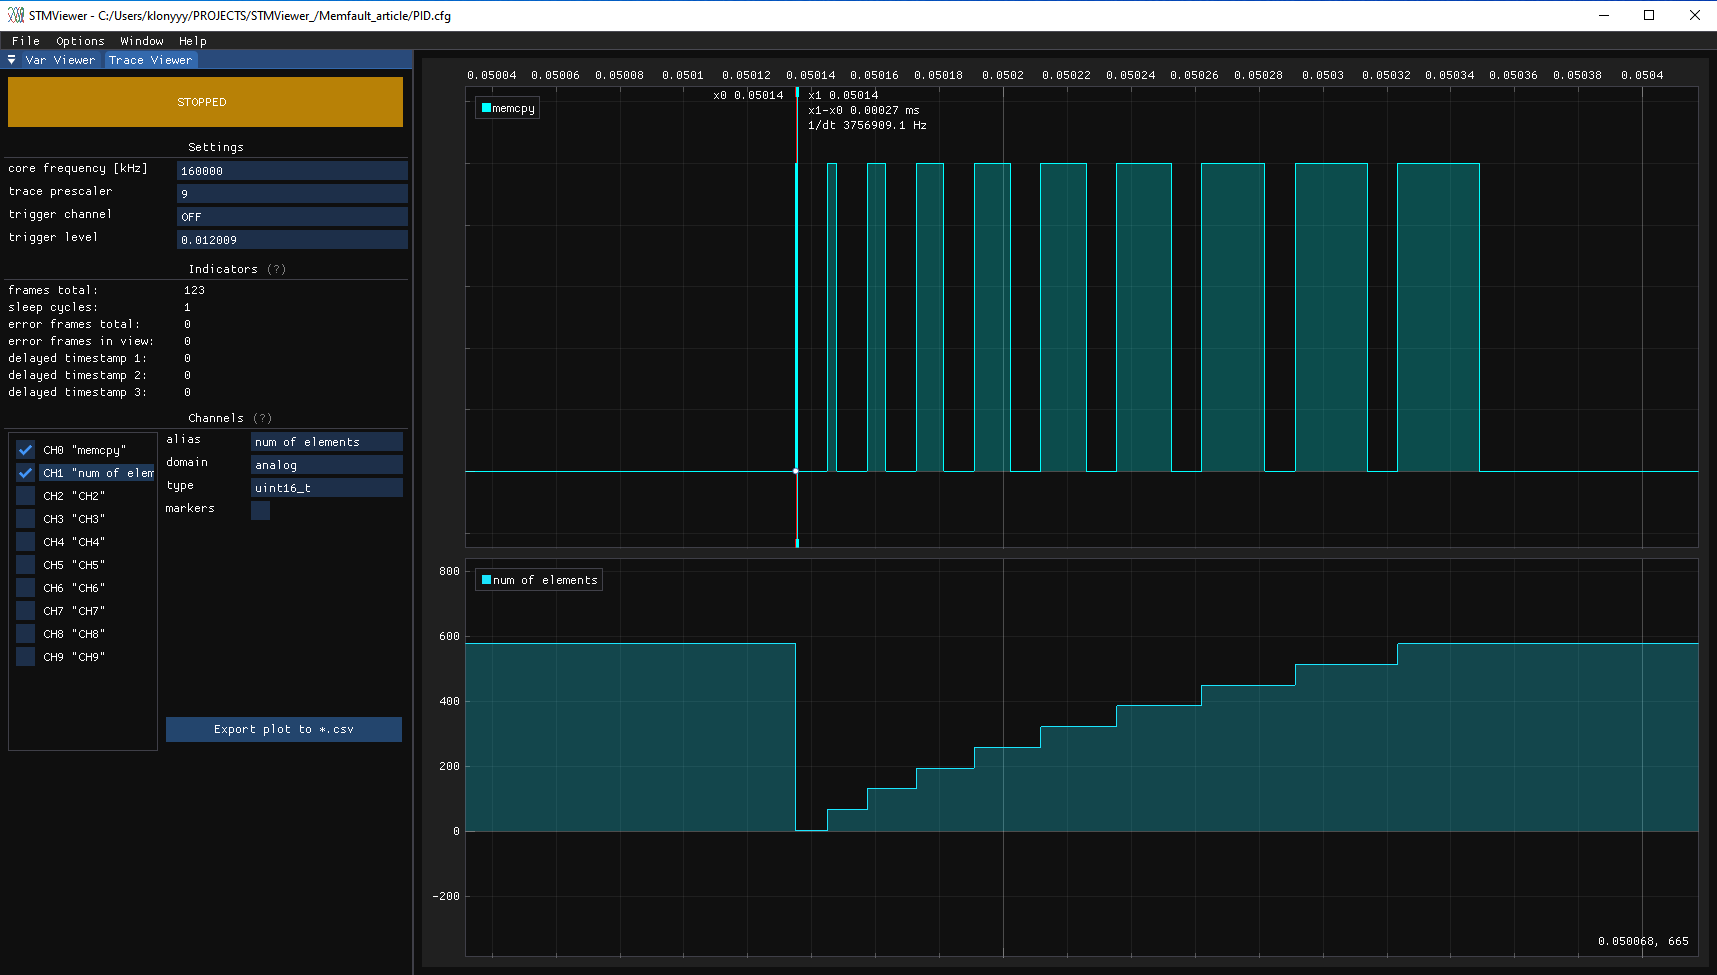 STMViewer - C:/Users/klonyyy/PROJECTS/STMViewer_/Memfault_article/PID.cfg
File Options Window Help
Var Viewer Trace Viewer
STOPPED
Settings
core frequency [kHz] 160000
trace prescaler 9
trigger channel OFF
trigger level 0.012009
Indicators (?)
frames total: 123
sleep cycles: 1
error frames total: 0
error frames in view: 0
delayed timestamp 1: 0
delayed timestamp 2: 0
delayed timestamp 3: 0
Channels (?)
CH0 "memcpy"
CH1 "num of elem
CH2 "CH2"
CH3 "CH3"
CH4 "CH4"
CH5 "CH5"
CH6 "CH6"
CH7 "CH7"
CH8 "CH8"
CH9 "CH9"
alias num of elements
domain analog
type uint16_t
markers
Export plot to *.csv
0.05004 0.05006 0.05008 0.0501 0.05012 0.05014 0.05016 0.05018 0.0502 0.05022 0.05024 0.05026 0.05028 0.0503 0.05032 0.05034 0.05036 0.05038 0.0504
x0 0.05014 x1 0.05014
x1-x0 0.00027 ms
1/dt 3756909.1 Hz
memcpy
num of elements
800
600
400
200
0
-200
0.050068, 665